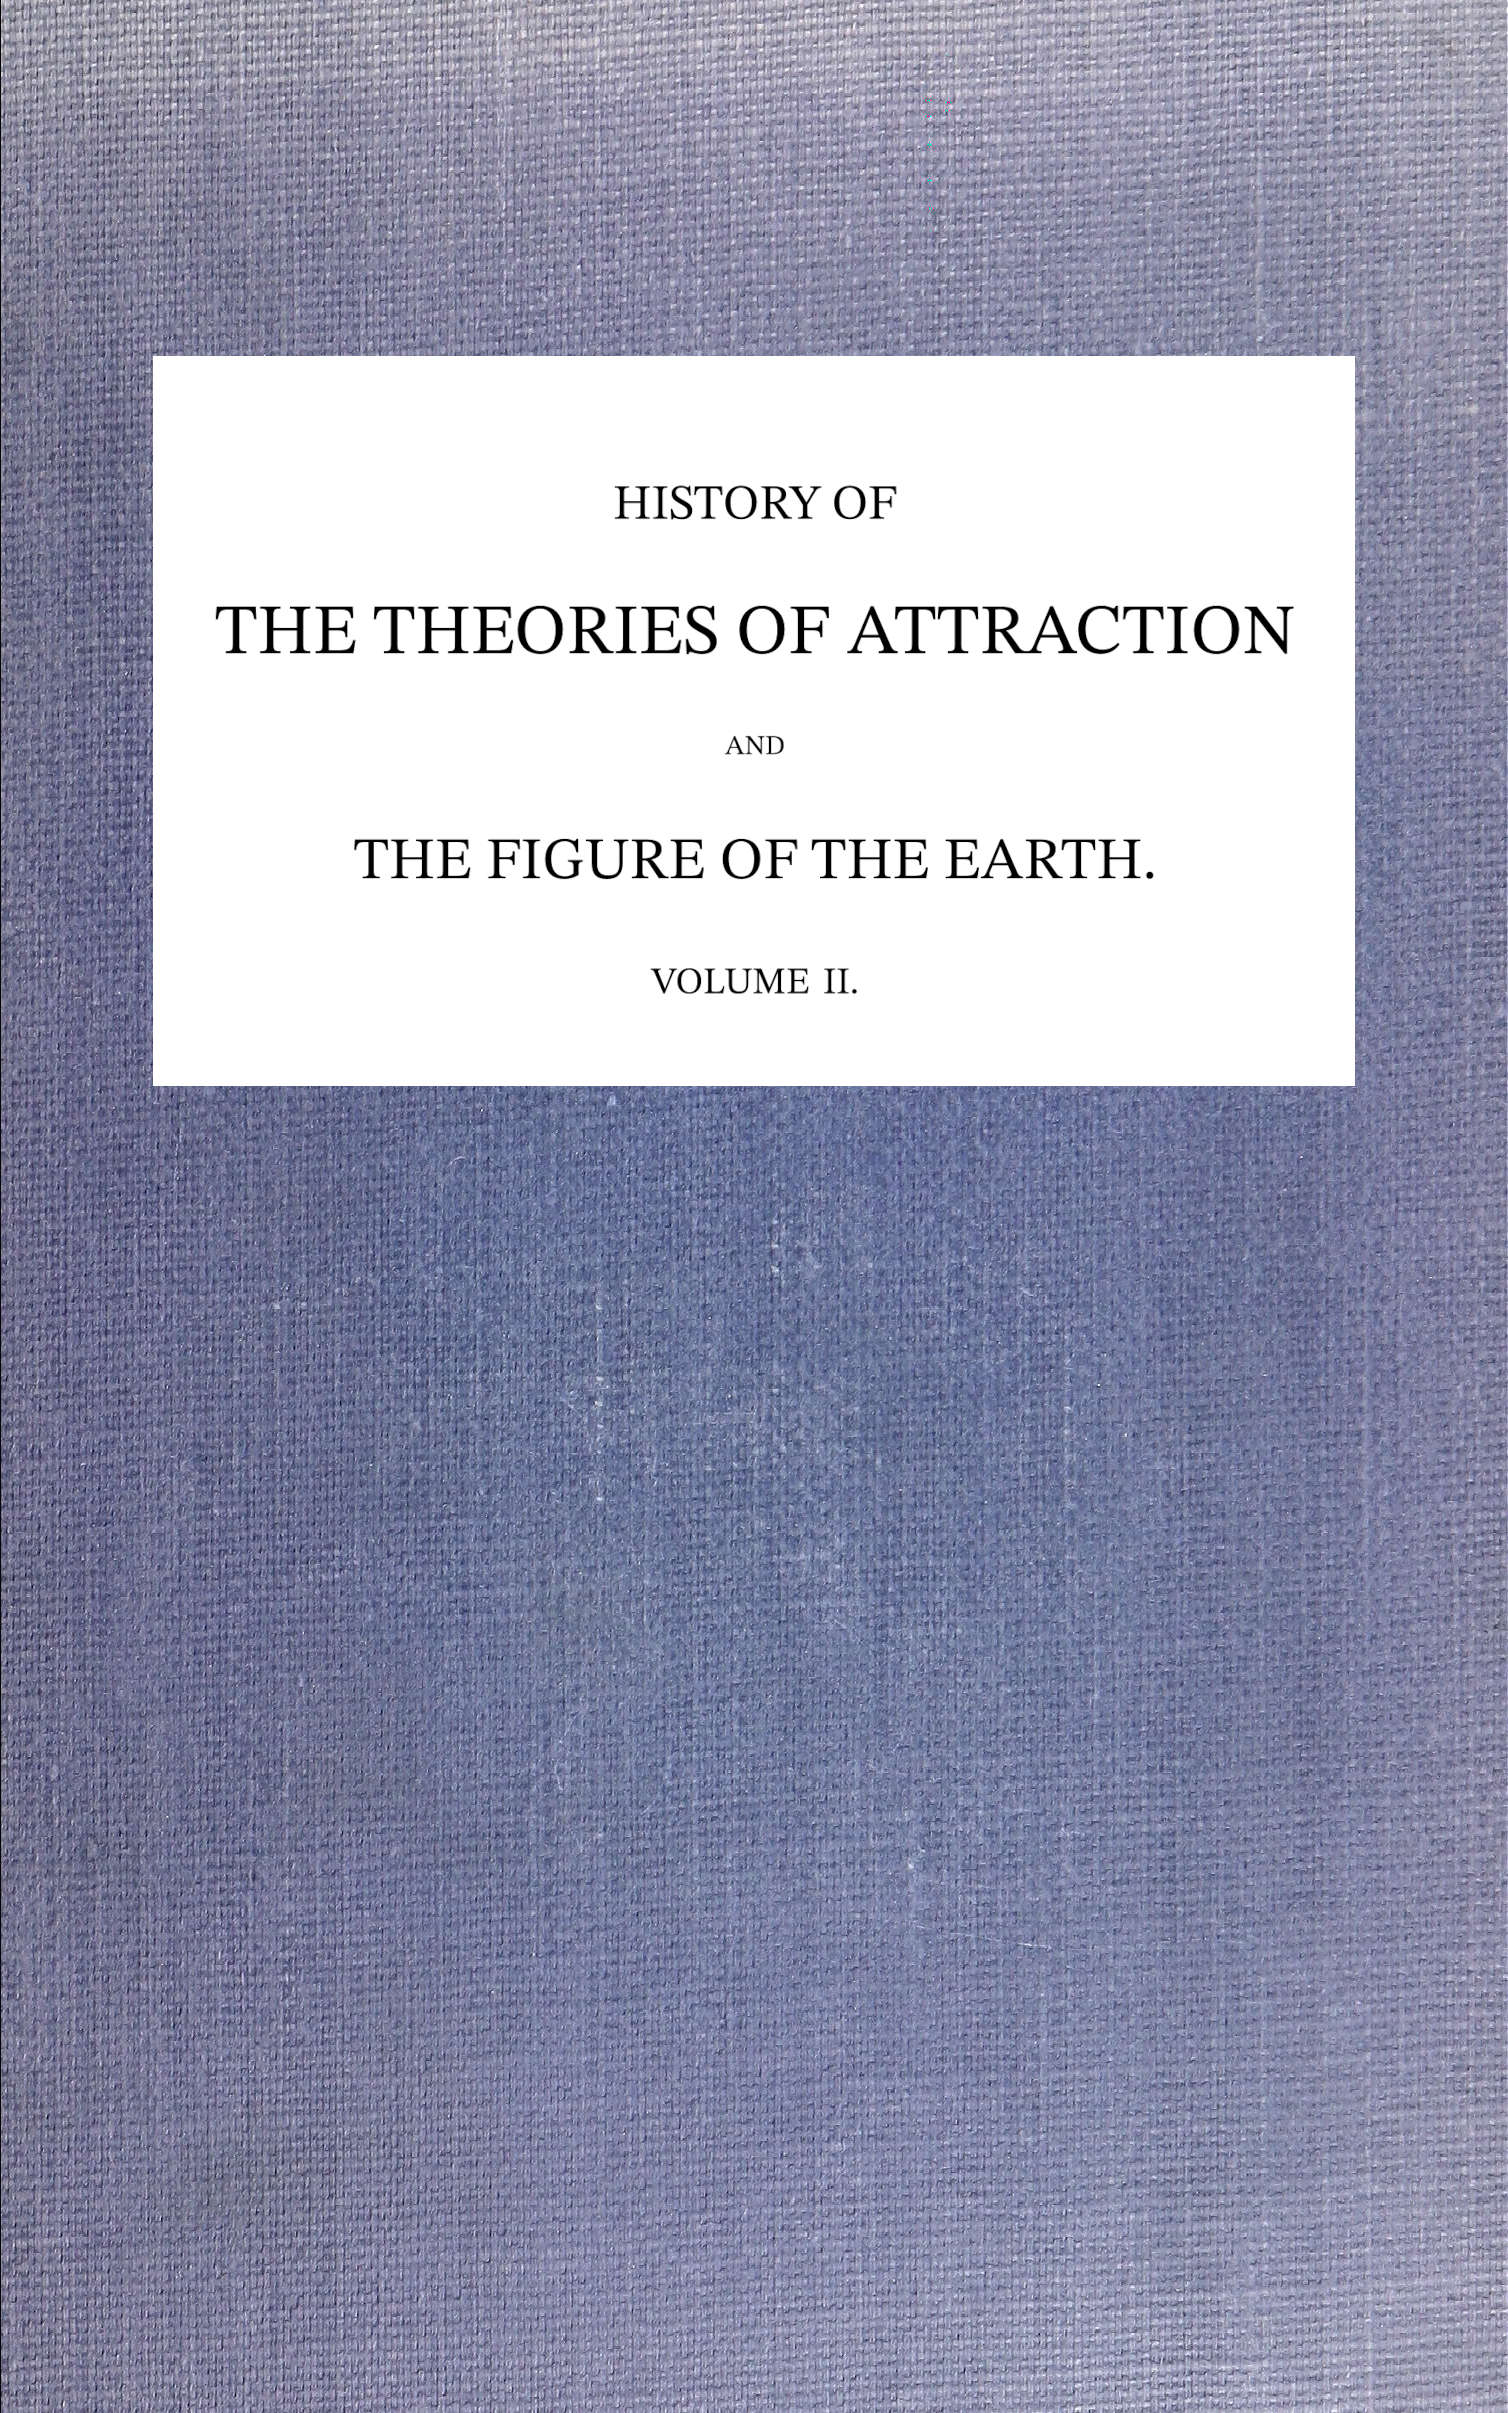 HISTORY OF
THE THEORIES OF ATTRACTION
AND
THE FIGURE OF THE EARTH.
VOLUME II.